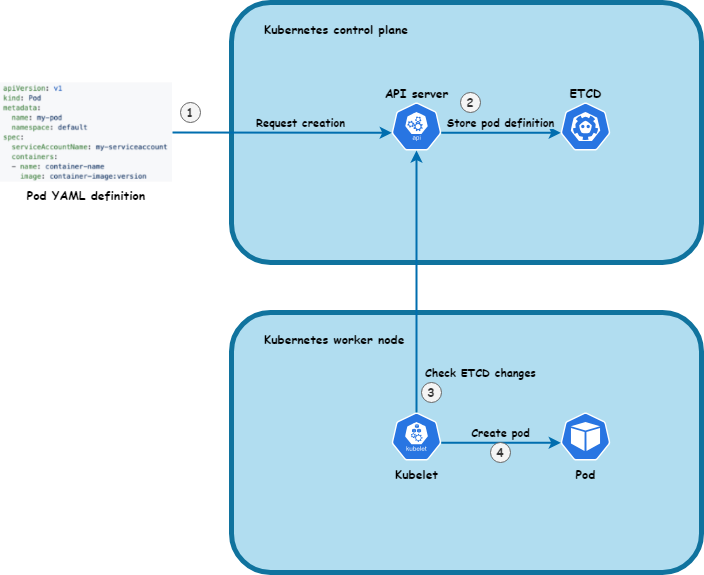 Kubernetes control plane
apiVersion: v1
kind: Pod
metadata:
  name: my-pod
  namespace: default
spec:
  serviceAccountName: my-serviceaccount
  containers:
  - name: container-name
    image: container-image:version
Pod YAML definition
1
Request creation
API server
api
2
Store pod definition
ETCD
Kubernetes worker node
Check ETCD changes
3
kubelet
Kubelet
Create pod
4
Pod